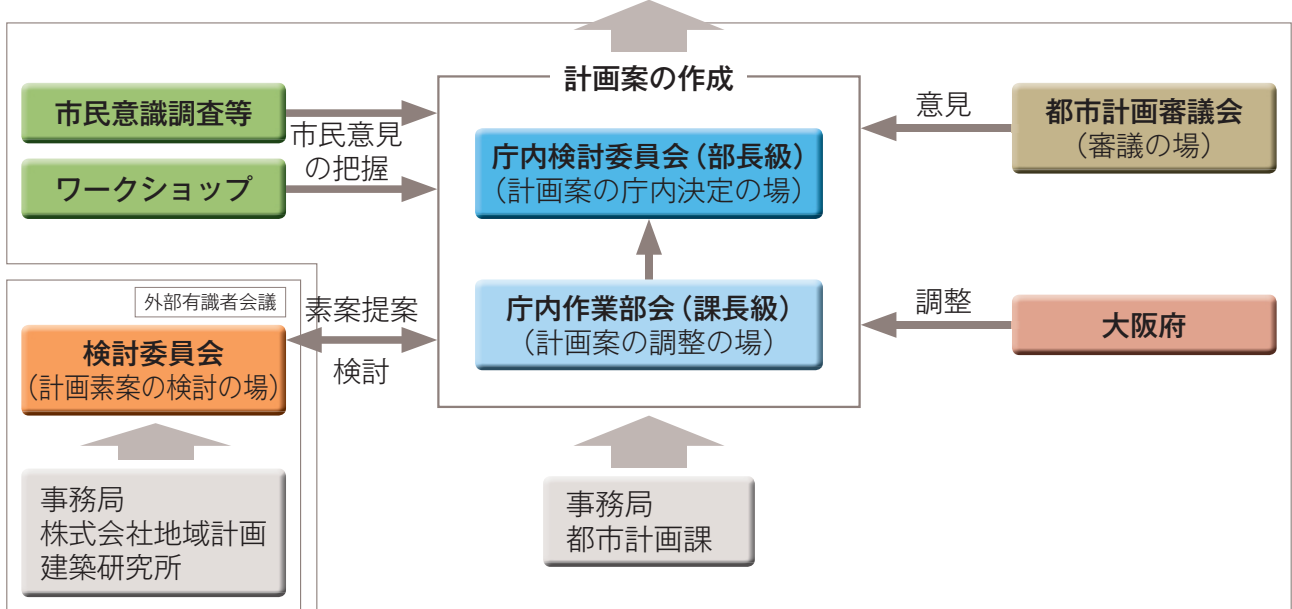 計画案の作成
市民意識調査等
ワークショップ
市民意見
の把握
庁内検討委員会（部長級）
（計画案の庁内決定の場）
庁内作業部会（課長級）
（計画案の調整の場）
意見
都市計画審議会
（審議の場）
調整
大阪府
外部有識者会議
検討委員会
（計画素案の検討の場）
素案提案
検討
事務局
株式会社地域計画
建築研究所
事務局
都市計画課